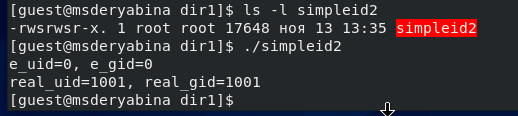 [guest@msderyabina dir1]$ ls -l simpleid2
-rwsrwsr-x. 1 root root 17648 ноя 13 13:35 simpleid2
[guest@msderyabina dir1]$ ./simpleid2
e_uid=0, e_gid=0
real_uid=1001, real_gid=1001
[guest@msderyabina dir1]$